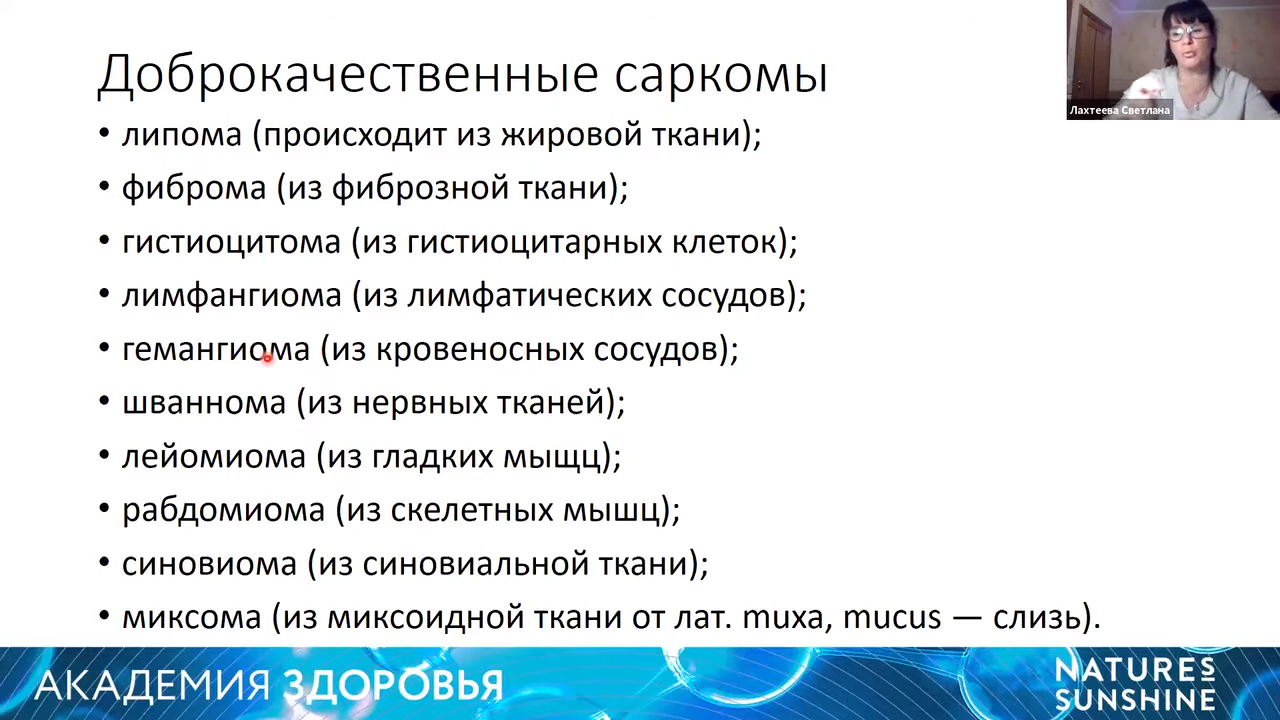 Доброкачественные саркомы
• липома (происходит из жировой ткани);
• фиброма (из фиброзной ткани);
• гистиоцитома (из гистиоцитарных клеток);
• лимфангиома (из лимфатических сосудов);
• гемангиома (из кровеносных сосудов);
• шваннома (из нервных тканей);
• лейомиома (из гладких мыщц);
• рабдомиома (из скелетных мышц);
• синовиома (из синовиальной ткани);
• миксома (из миксоидной ткани от лат. muxa, mucus — слизь).
Лахтеева Светлана
АКАДЕМИЯ ЗДОРОВЬЯ
NATURE'S
SUNSHINE